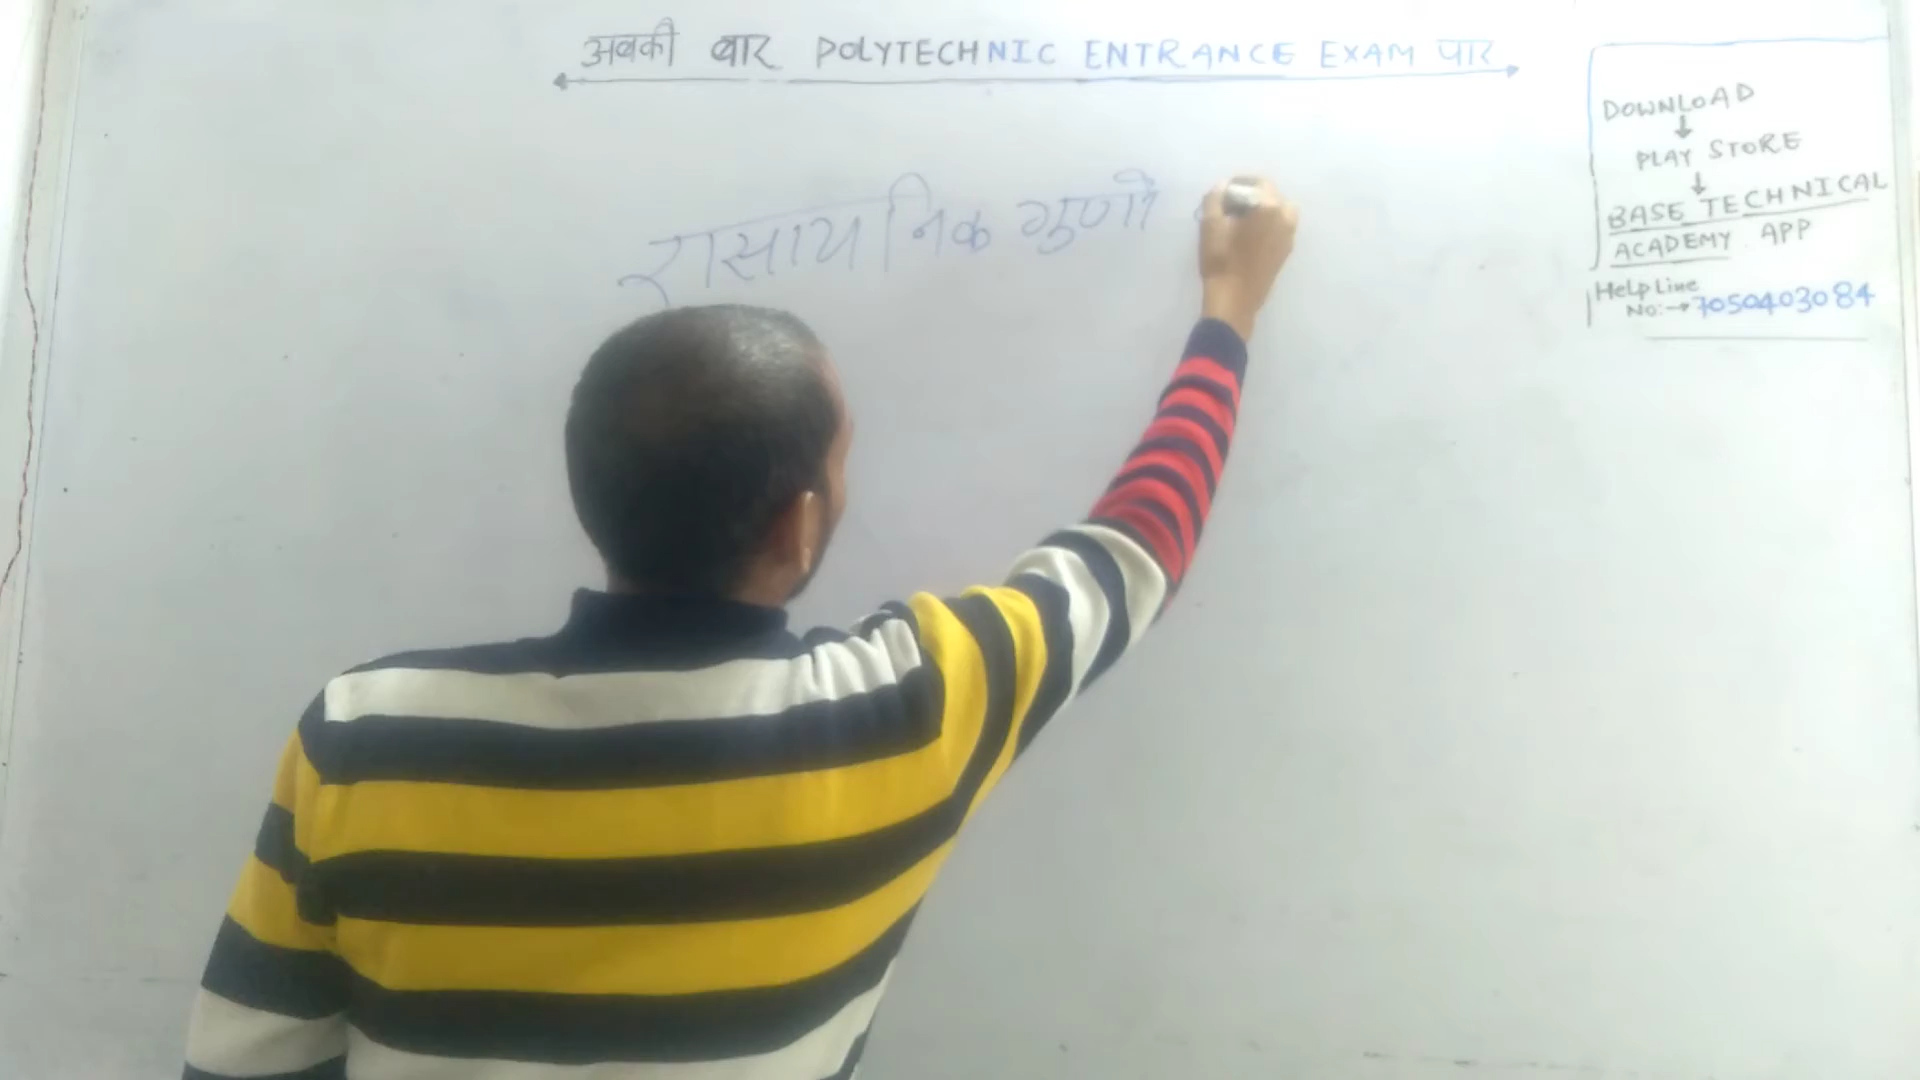 अबकी बार POLYTECHNIC ENTRANCE EXAM पार
रासायनिक गुणों
DOWNLOAD
↓
PLAY STORE
↓
BASE TECHNICAL
ACADEMY APP
Help Line
No:→ 7050403084